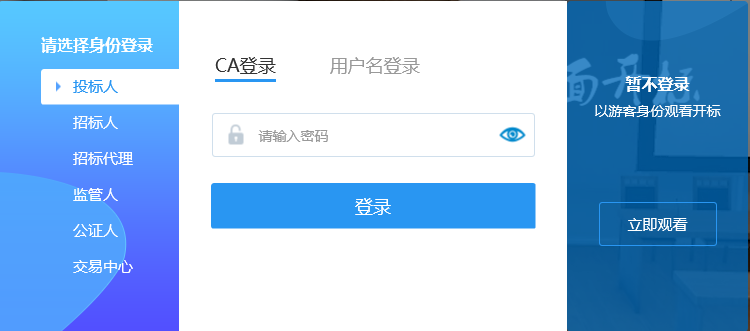 请选择身份登录
投标人
招标人
招标代理
监管人
公证人
交易中心
CA登录
用户名登录
请输入密码
登录
面开标
暂不登录
以游客身份观看开标
立即观看